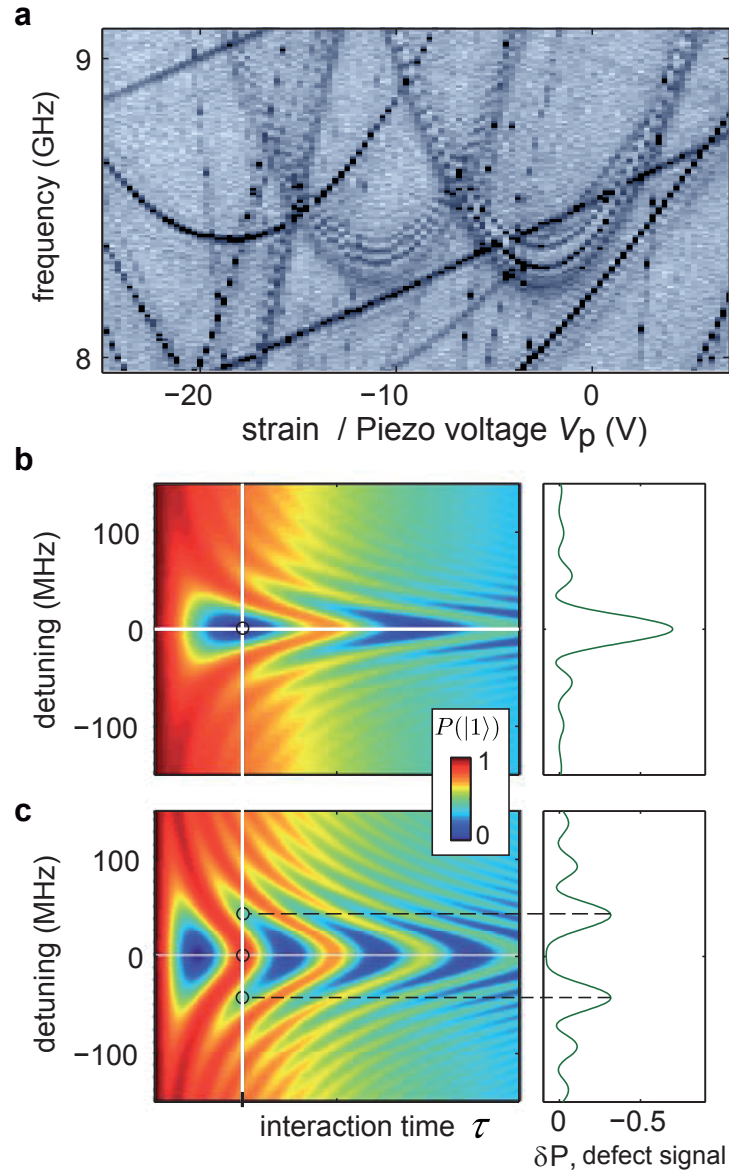 a
9
8
frequency (GHz)
−20
−10
0
strain / Piezo voltage Vp (V)
b
100
0
−100
detuning (MHz)
P(|1⟩)
1
0
c
100
0
−100
detuning (MHz)
interaction time τ
0
−0.5
δP, defect signal